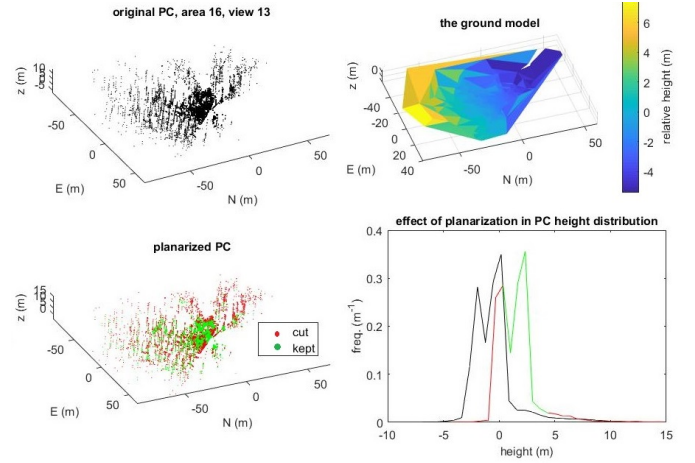 original PC, area 16, view 13
10
5
0
-5
z (m)
-50
0
50
E (m)
-50
0
50
N (m)
the ground model
0
z (m)
-40
-20
0
20
40
E (m)
-50
0
50
N (m)
6
4
2
0
-2
-4
relative height (m)
planarized PC
15
10
5
0
z (m)
-50
0
50
E (m)
-50
0
50
N (m)
cut
kept
effect of planarization in PC height distribution
0.4
0.3
0.2
0.1
0
freq. (m-1)
-10
-5
0
5
10
15
height (m)